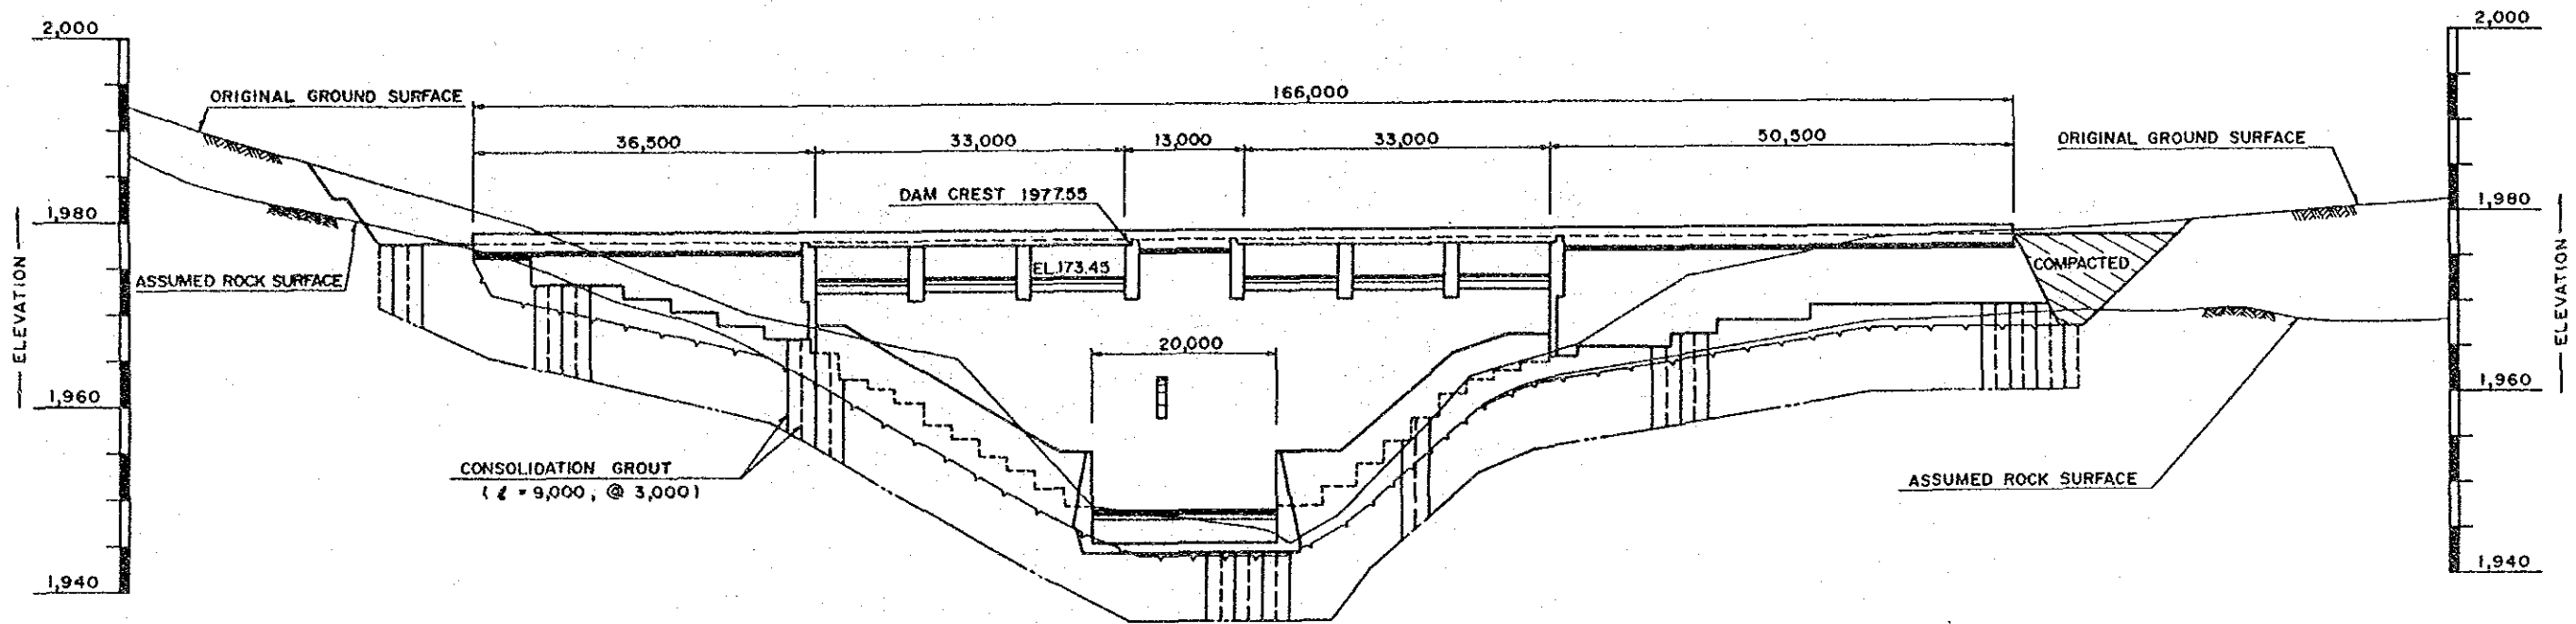 2,000
2,000
ORIGINAL GROUND SURFACE
166,000
36,500
33,000
13,000
33,000
50,500
ORIGINAL GROUND SURFACE
DAM CREST 1977.55
1,980
1,980
ASSUMED ROCK SURFACE
EL.173.45
COMPACTED
— ELEVATION —
— ELEVATION —
20,000
1,960
1,960
CONSOLIDATION GROUT
(ℓ = 9,000, @ 3,000)
ASSUMED ROCK SURFACE
1,940
1,940